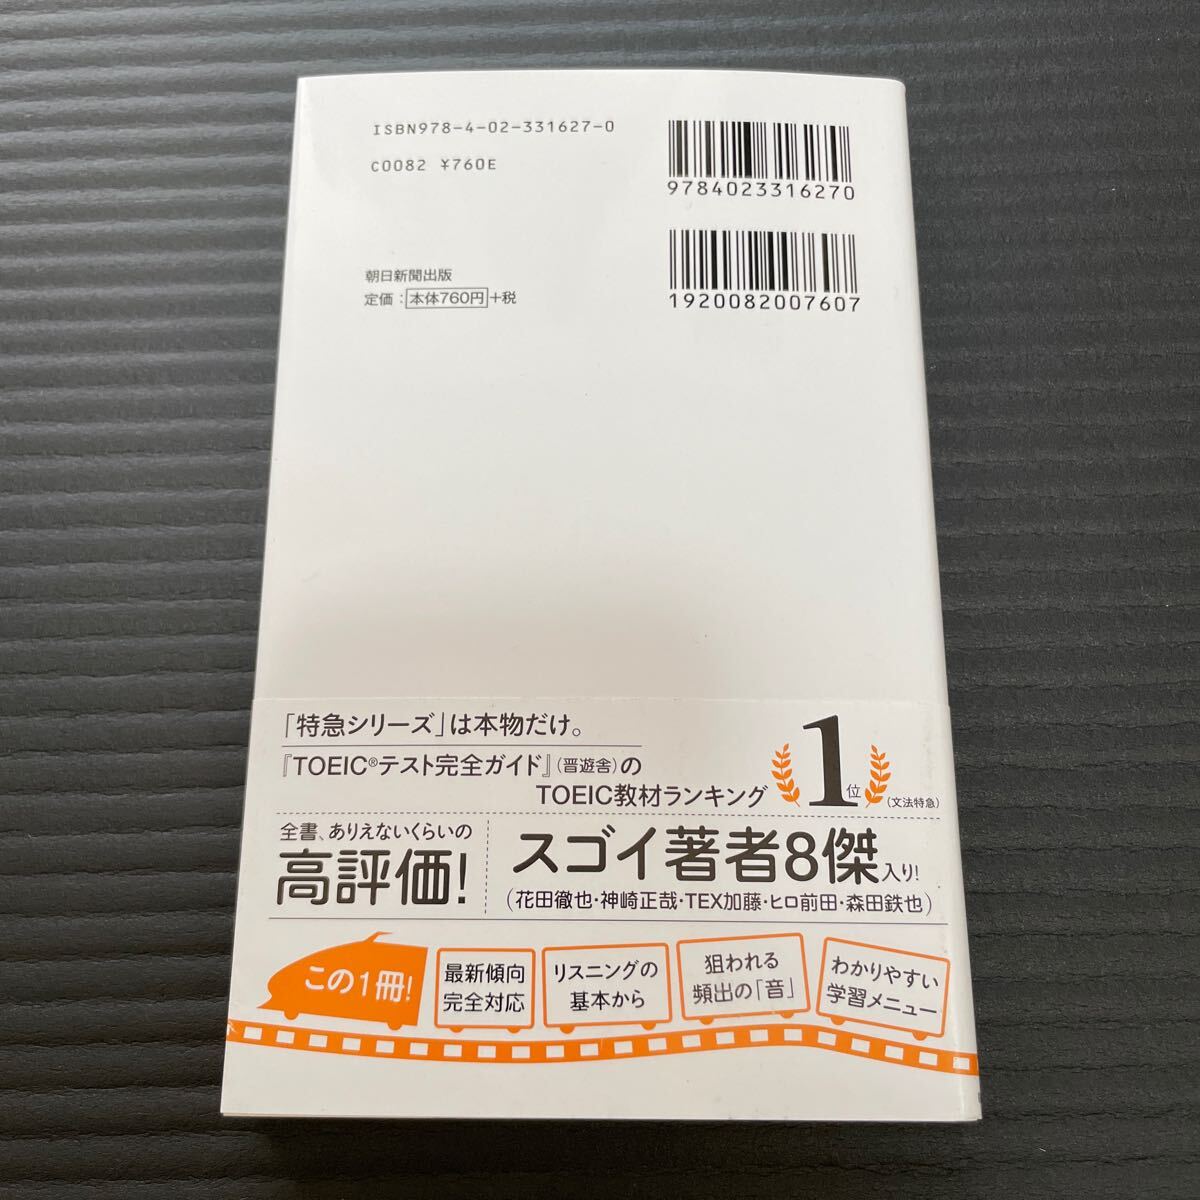 ISBN978-4-02-331627-0
C0082 ¥760E
9784023316270
1920082007607
朝日新聞出版
定価：本体760円+税
「特急シリーズ」は本物だけ。
『TOEIC®テスト完全ガイド』（晋遊舎）の
TOEIC教材ランキング
1位（文法特急）
全書、ありえないくらいの
高評価！
スゴイ著者8傑入り！
（花田徹也・神崎正哉・TEX加藤・ヒロ前田・森田鉄也）
この1冊！
最新傾向
完全対応
リスニングの
基本から
狙われる
頻出の「音」
わかりやすい
学習メニュー